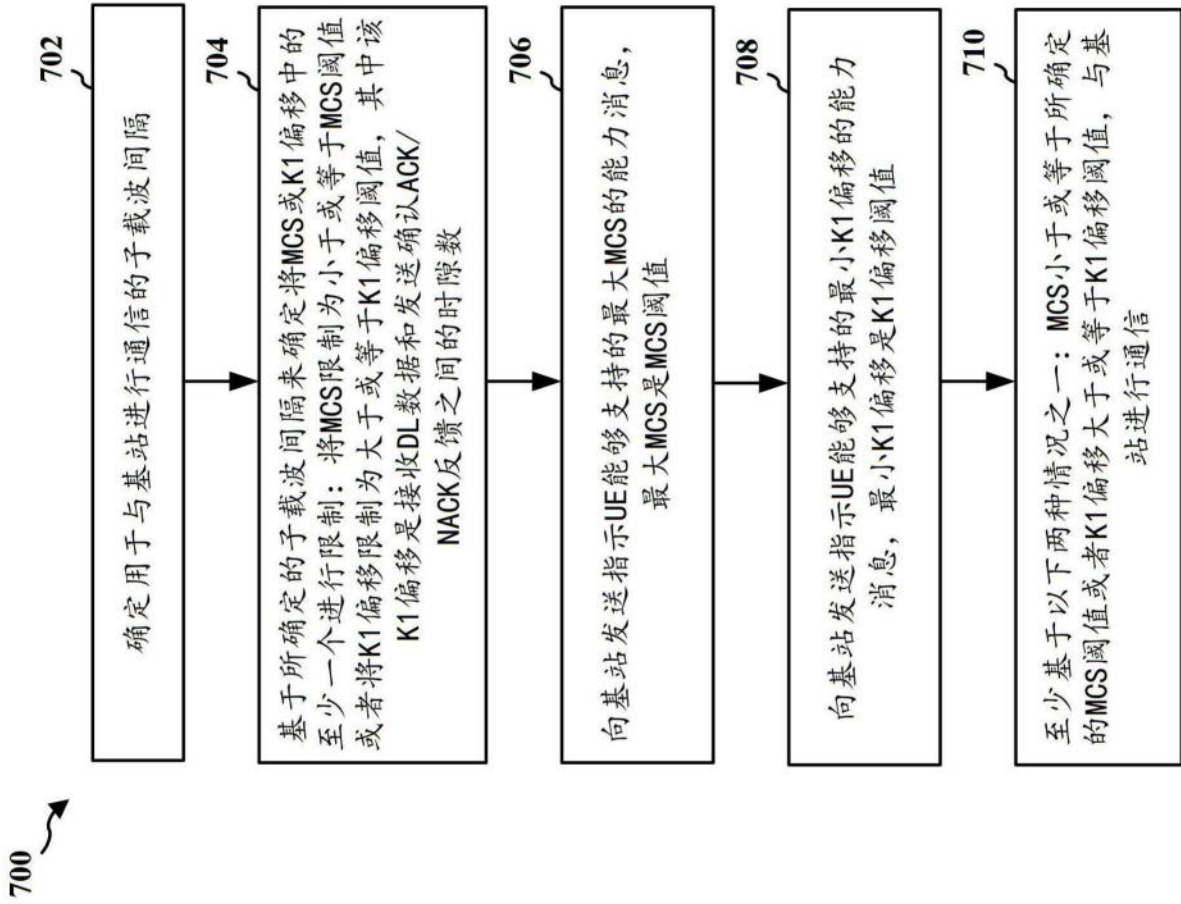 700
702
确定用于与基站进行通信的子载波间隔
704
基于所确定的子载波间隔来确定将MCS或K1偏移中的
至少一个进行限制：将MCS限制为小于或等于MCS阈值
或者将K1偏移限制为大于或等于K1偏移阈值，其中该
K1偏移是接收DL数据和发送确认ACK/
NACK反馈之间的时隙数
706
向基站发送指示UE能够支持的最大MCS的能力消息，
最大MCS是MCS阈值
708
向基站发送指示UE能够支持的最小K1偏移的能力
消息，最小K1偏移是K1偏移阈值
710
至少基于以下两种情况之一：MCS小于或等于所确定
的MCS阈值或者K1偏移大于或等于K1偏移阈值，与基
站进行通信